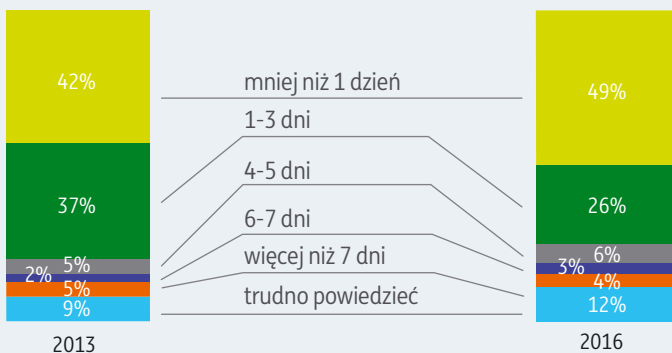 42%
37%
5%
2%
5%
9%
2013
mniej niż 1 dzień
1-3 dni
4-5 dni
6-7 dni
więcej niż 7 dni
trudno powiedzieć
49%
26%
6%
3%
4%
12%
2016